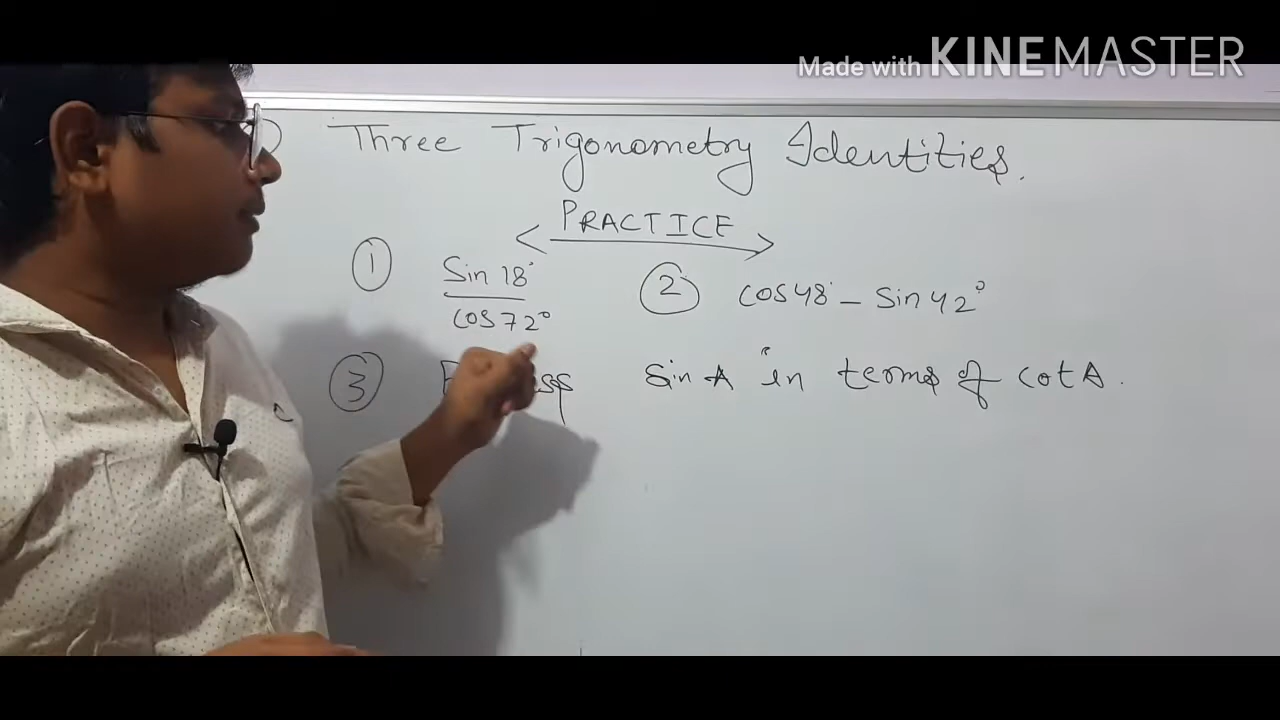 Made with KINEMASTER
Three Trigonometry Identities.
PRACTICE
① Sin 18°
cos 72°
② cos 48° – sin 42°
③ sin A in terms of cot A.